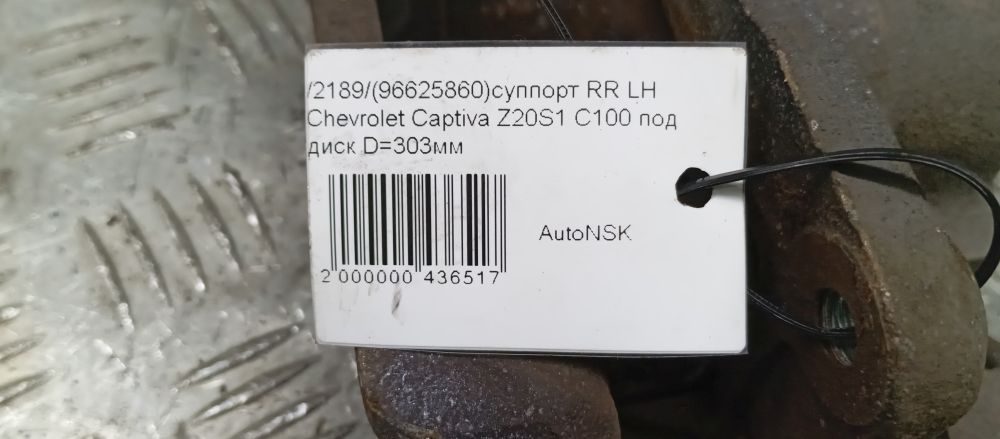 /2189/(96625860)суппорт RR LH
Chevrolet Captiva Z20S1 C100 под
диск D=303мм
AutoNSK
2 000000 436517